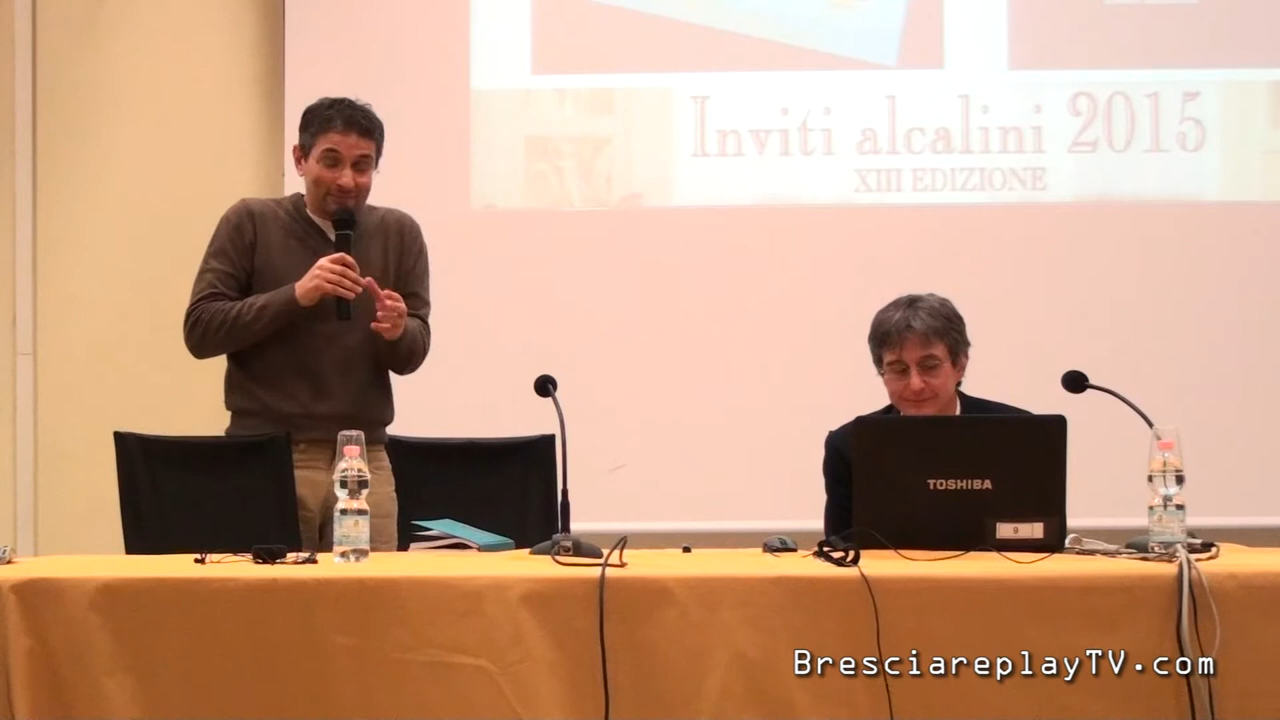 Inviti alcalini 2015
XIII EDIZIONE
TOSHIBA
9
BresciareplayTV.com